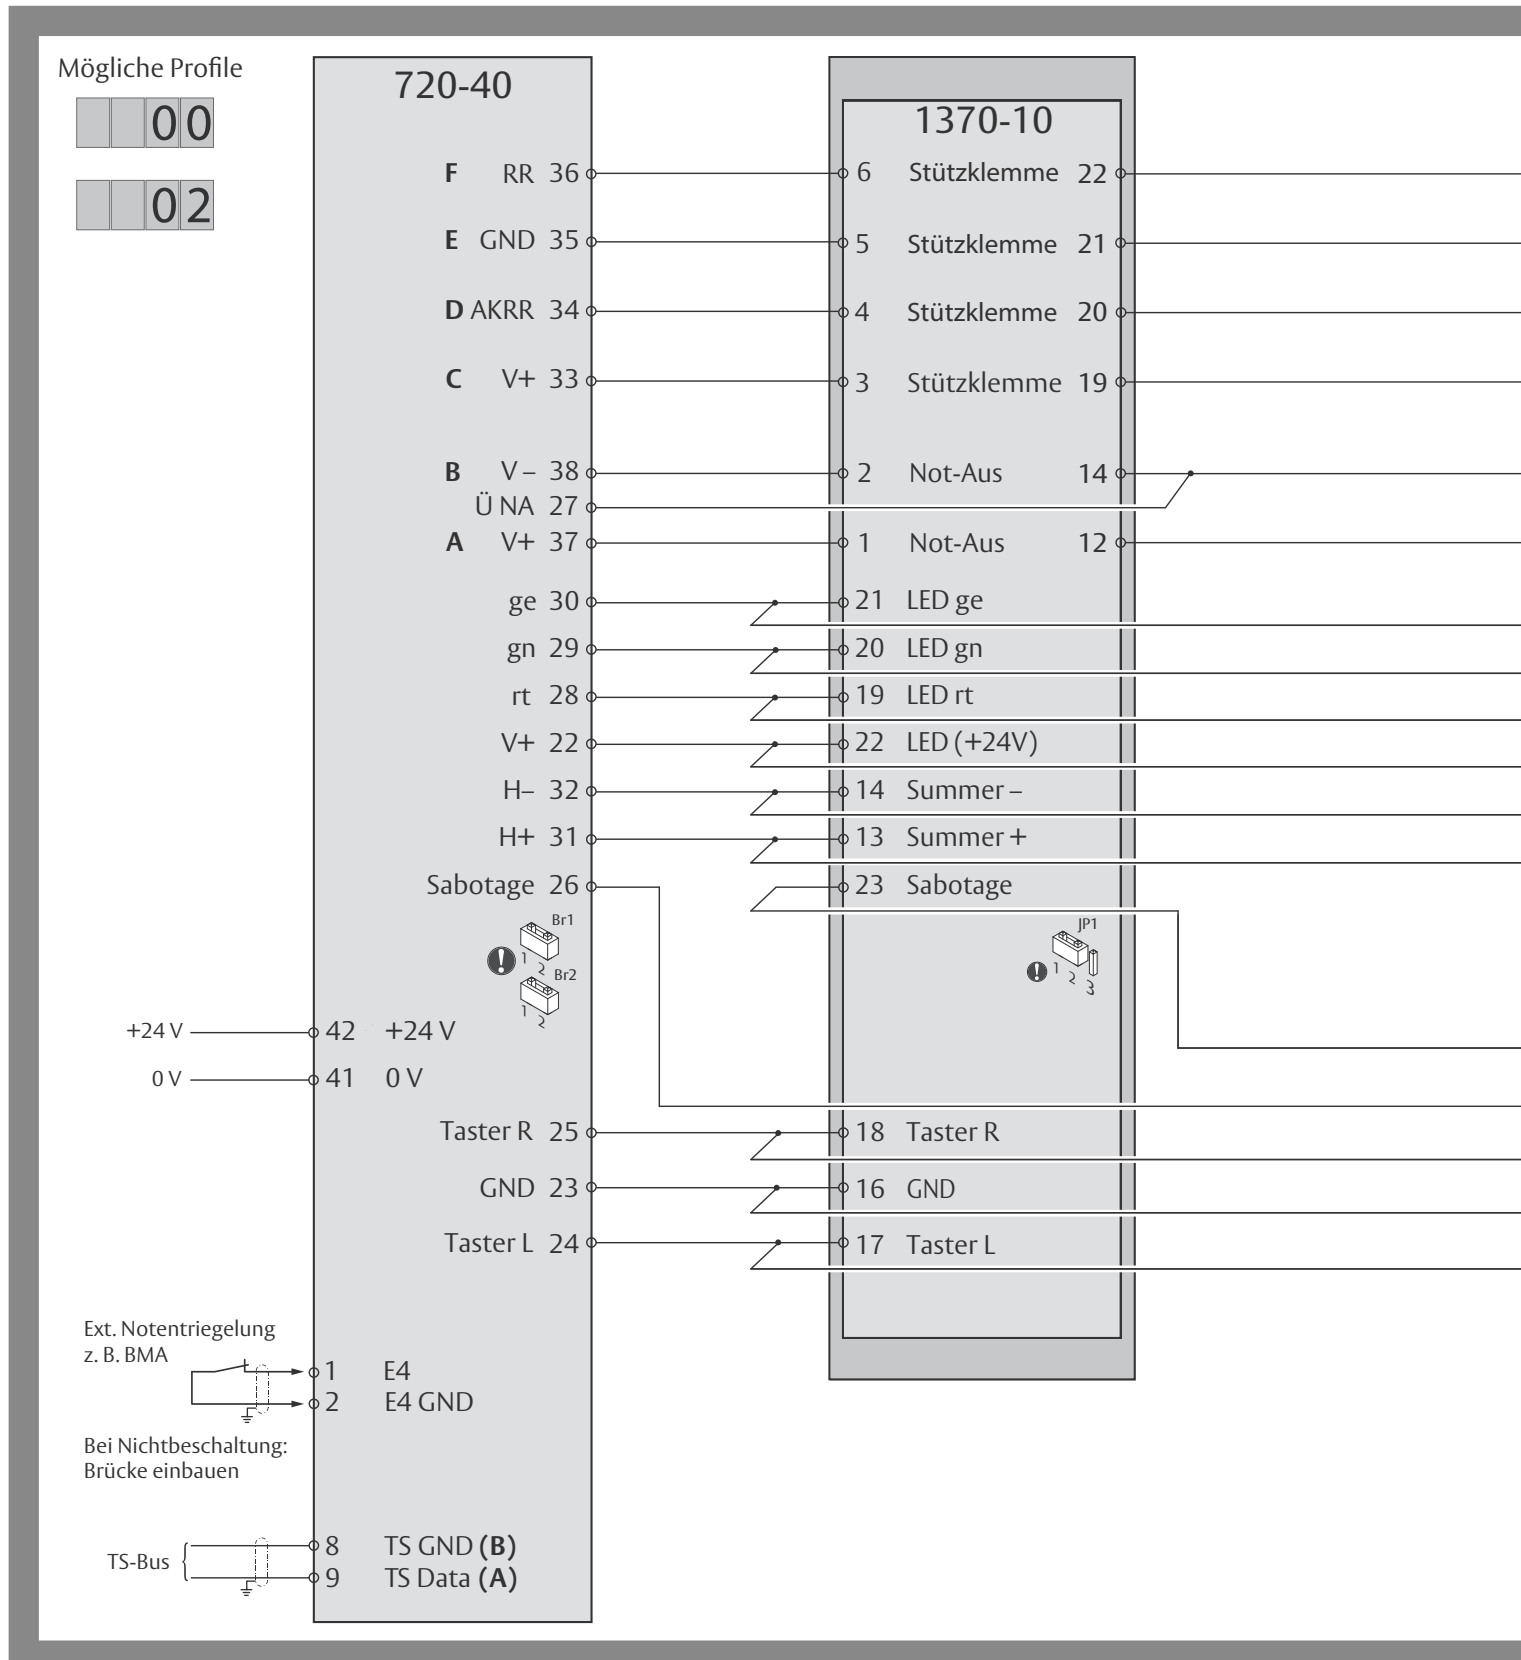 Mögliche Profile
00
02
720-40
F RR 36
E GND 35
D AKRR 34
C V+ 33
B V– 38
Ü NA 27
A V+ 37
ge 30
gn 29
rt 28
V+ 22
H– 32
H+ 31
Sabotage 26
Br1
1 2
Br2
1 2
+24 V 42 +24 V
0 V 41 0 V
Taster R 25
GND 23
Taster L 24
Ext. Notentriegelung
z. B. BMA
1 E4
2 E4 GND
Bei Nichtbeschaltung:
Brücke einbauen
TS-Bus
8 TS GND (B)
9 TS Data (A)
1370-10
6 Stützklemme 22
5 Stützklemme 21
4 Stützklemme 20
3 Stützklemme 19
2 Not-Aus 14
1 Not-Aus 12
21 LED ge
20 LED gn
19 LED rt
22 LED (+24V)
14 Summer –
13 Summer +
23 Sabotage
JP1
1 2 3
18 Taster R
16 GND
17 Taster L